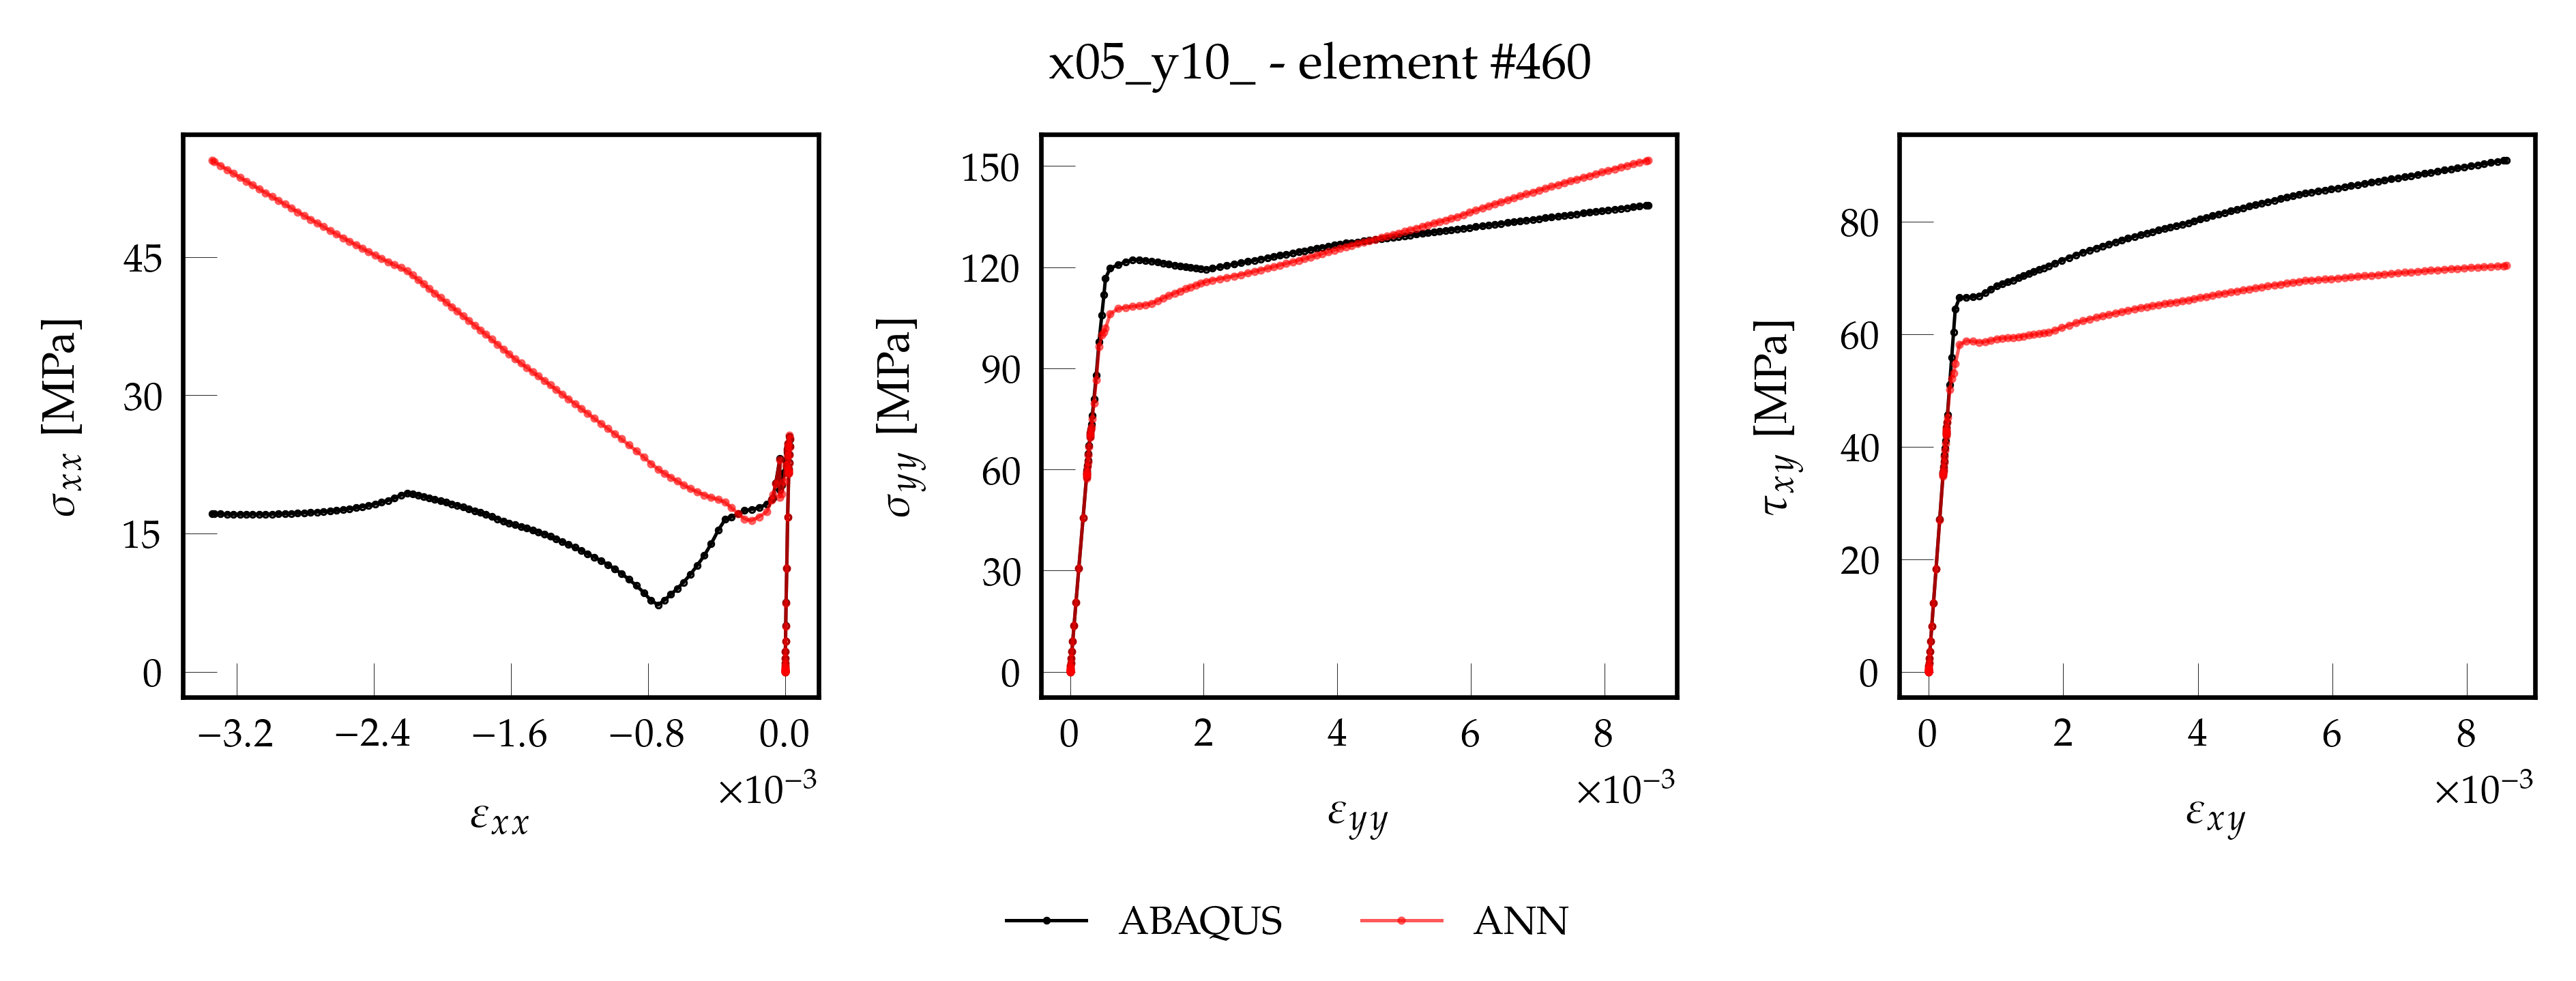 x05_y10_ - element #460
σxx [MPa]
45
30
15
0
−3.2 −2.4 −1.6 −0.8 0.0
×10−3
εxx
σyy [MPa]
150
120
90
60
30
0
0 2 4 6 8
×10−3
εyy
τxy [MPa]
80
60
40
20
0
0 2 4 6 8
×10−3
εxy
ABAQUS ANN